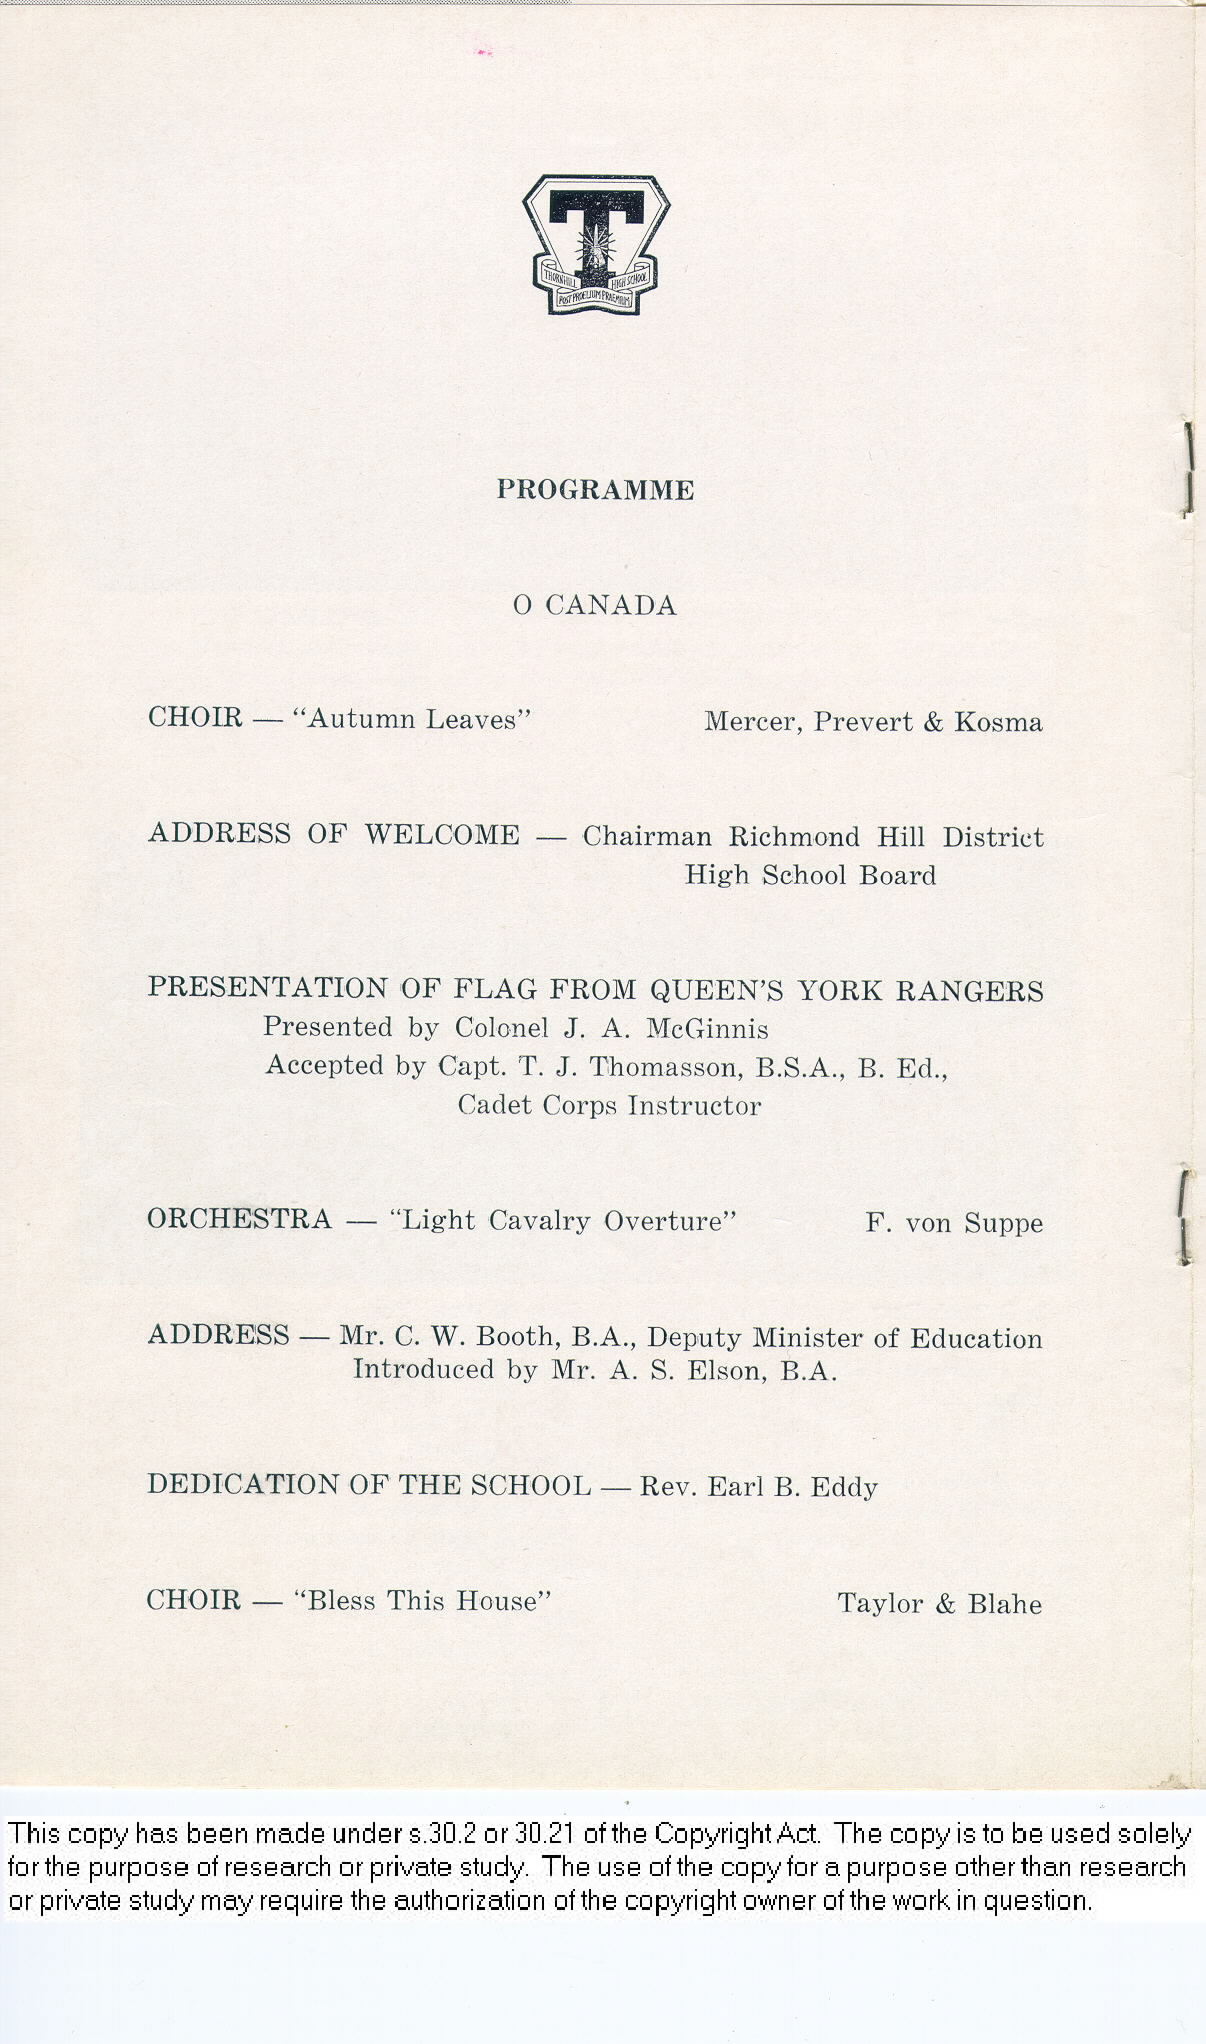 T
THORNHILL HIGH SCHOOL
POST PROELIUM PRAEMIUM
PROGRAMME
O CANADA
CHOIR — “Autumn Leaves” Mercer, Prevert & Kosma
ADDRESS OF WELCOME — Chairman Richmond Hill District
High School Board
PRESENTATION OF FLAG FROM QUEEN’S YORK RANGERS
Presented by Colonel J. A. McGinnis
Accepted by Capt. T. J. Thomasson, B.S.A., B. Ed.,
Cadet Corps Instructor
ORCHESTRA — “Light Cavalry Overture” F. von Suppe
ADDRESS — Mr. C. W. Booth, B.A., Deputy Minister of Education
Introduced by Mr. A. S. Elson, B.A.
DEDICATION OF THE SCHOOL — Rev. Earl B. Eddy
CHOIR — “Bless This House” Taylor & Blahe
This copy has been made under s.30.2 or 30.21 of the Copyright Act. The copy is to be used solely
for the purpose of research or private study. The use of the copy for a purpose other than research
or private study may require the authorization of the copyright owner of the work in question.